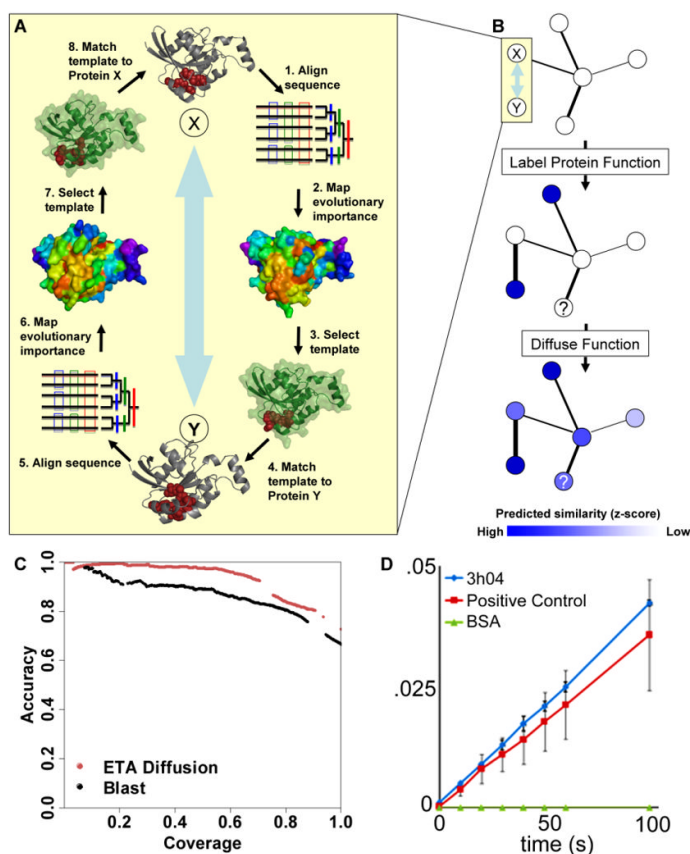 A
8. Match
template to
Protein X
1. Align
sequence
X
2. Map
evolutionary
importance
7. Select
template
3. Select
template
6. Map
evolutionary
importance
Y
5. Align sequence
4. Match
template to
Protein Y
B
X
Y
Label Protein Function
?
Diffuse Function
?
Predicted similarity (z-score)
High Low
C
Accuracy
1.0
0.8
0.6
0.4
0.2
0.0
ETA Diffusion
Blast
0.2 0.4 0.6 0.8 1.0
Coverage
D
.05
3h04
Positive Control
BSA
.025
0
0 50 100
time (s)